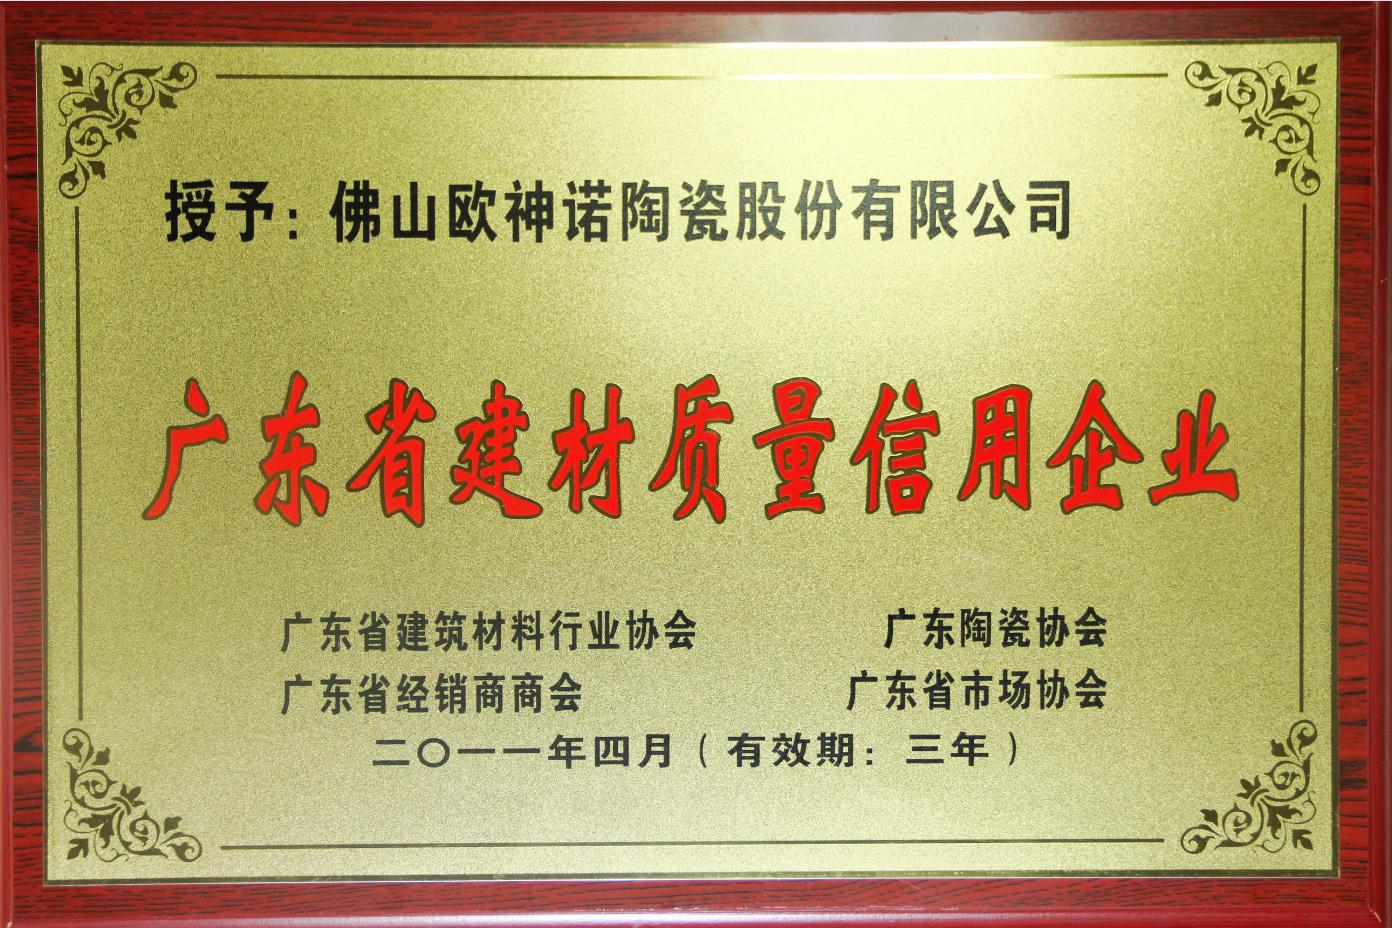 授予：佛山欧神诺陶瓷股份有限公司
广东省建材质量信用企业
广东省建筑材料行业协会 广东陶瓷协会
广东省经销商商会 广东省市场协会
二〇一一年四月（有效期：三年）